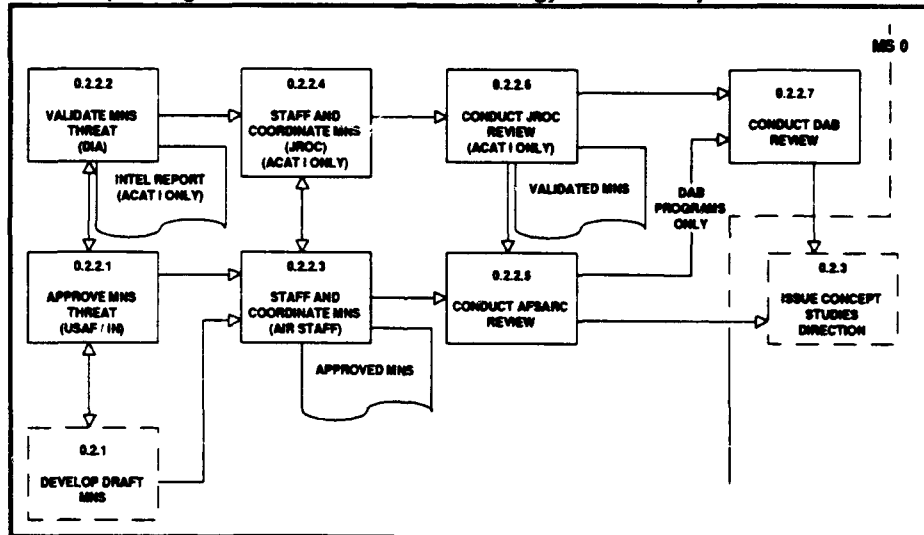 MS 0
0.2.2.2
VALIDATE MNS
THREAT
(DIA)
INTEL REPORT
(ACAT I ONLY)
0.2.2.4
STAFF AND
COORDINATE MNS
(JROC)
(ACAT I ONLY)
0.2.2.6
CONDUCT JROC
REVIEW
(ACAT I ONLY)
VALIDATED MNS
0.2.2.7
CONDUCT DAB
REVIEW
DAB
PROGRAMS
ONLY
0.2.2.1
APPROVE MNS
THREAT
(USAF / IN)
0.2.2.3
STAFF AND
COORDINATE MNS
(AIR STAFF)
APPROVED MNS
0.2.2.5
CONDUCT AFSARC
REVIEW
0.2.3
ISSUE CONCEPT
STUDIES
DIRECTION
0.2.1
DEVELOP DRAFT
MNS